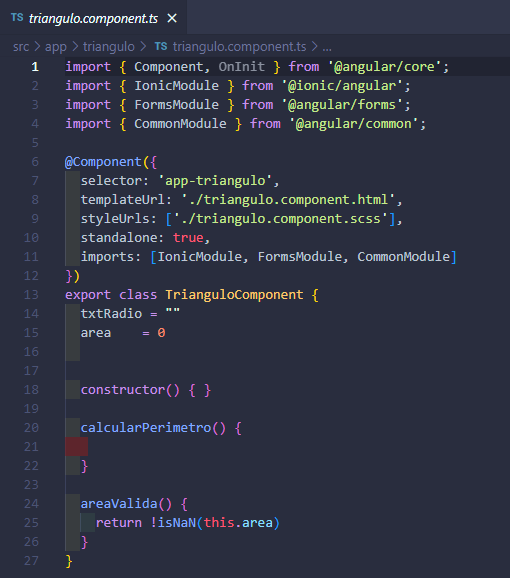 TS triangulo.component.ts ×
src > app > triangulo > TS triangulo.component.ts > ...
1 import { Component, OnInit } from '@angular/core';
2 import { IonicModule } from '@ionic/angular';
3 import { FormsModule } from '@angular/forms';
4 import { CommonModule } from '@angular/common';
5
6 @Component({
7   selector: 'app-triangulo',
8   templateUrl: './triangulo.component.html',
9   styleUrls: ['./triangulo.component.scss'],
10   standalone: true,
11   imports: [IonicModule, FormsModule, CommonModule]
12 })
13 export class TrianguloComponent {
14   txtRadio = ""
15   area    = 0
16
17
18   constructor() { }
19
20   calcularPerimetro() {
21
22   }
23
24   areaValida() {
25     return !isNaN(this.area)
26   }
27 }